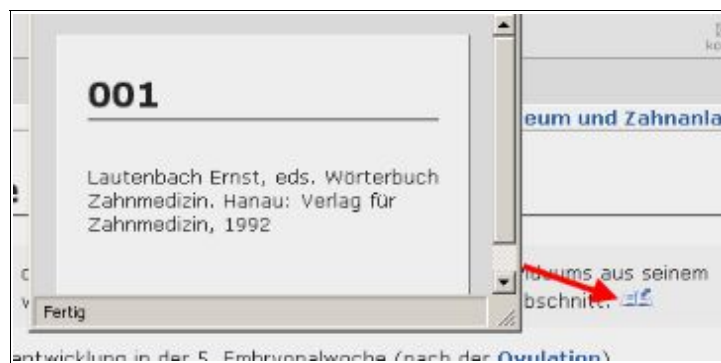 001
Lautenbach Ernst, eds. Wörterbuch
Zahnmedizin. Hanau: Verlag für
Zahnmedizin, 1992
Fertig
eum und Zahnanla
iduums aus seinem
bschnitt.
entwicklung in der 5. Embryonalwoche (nach der Ovulation)